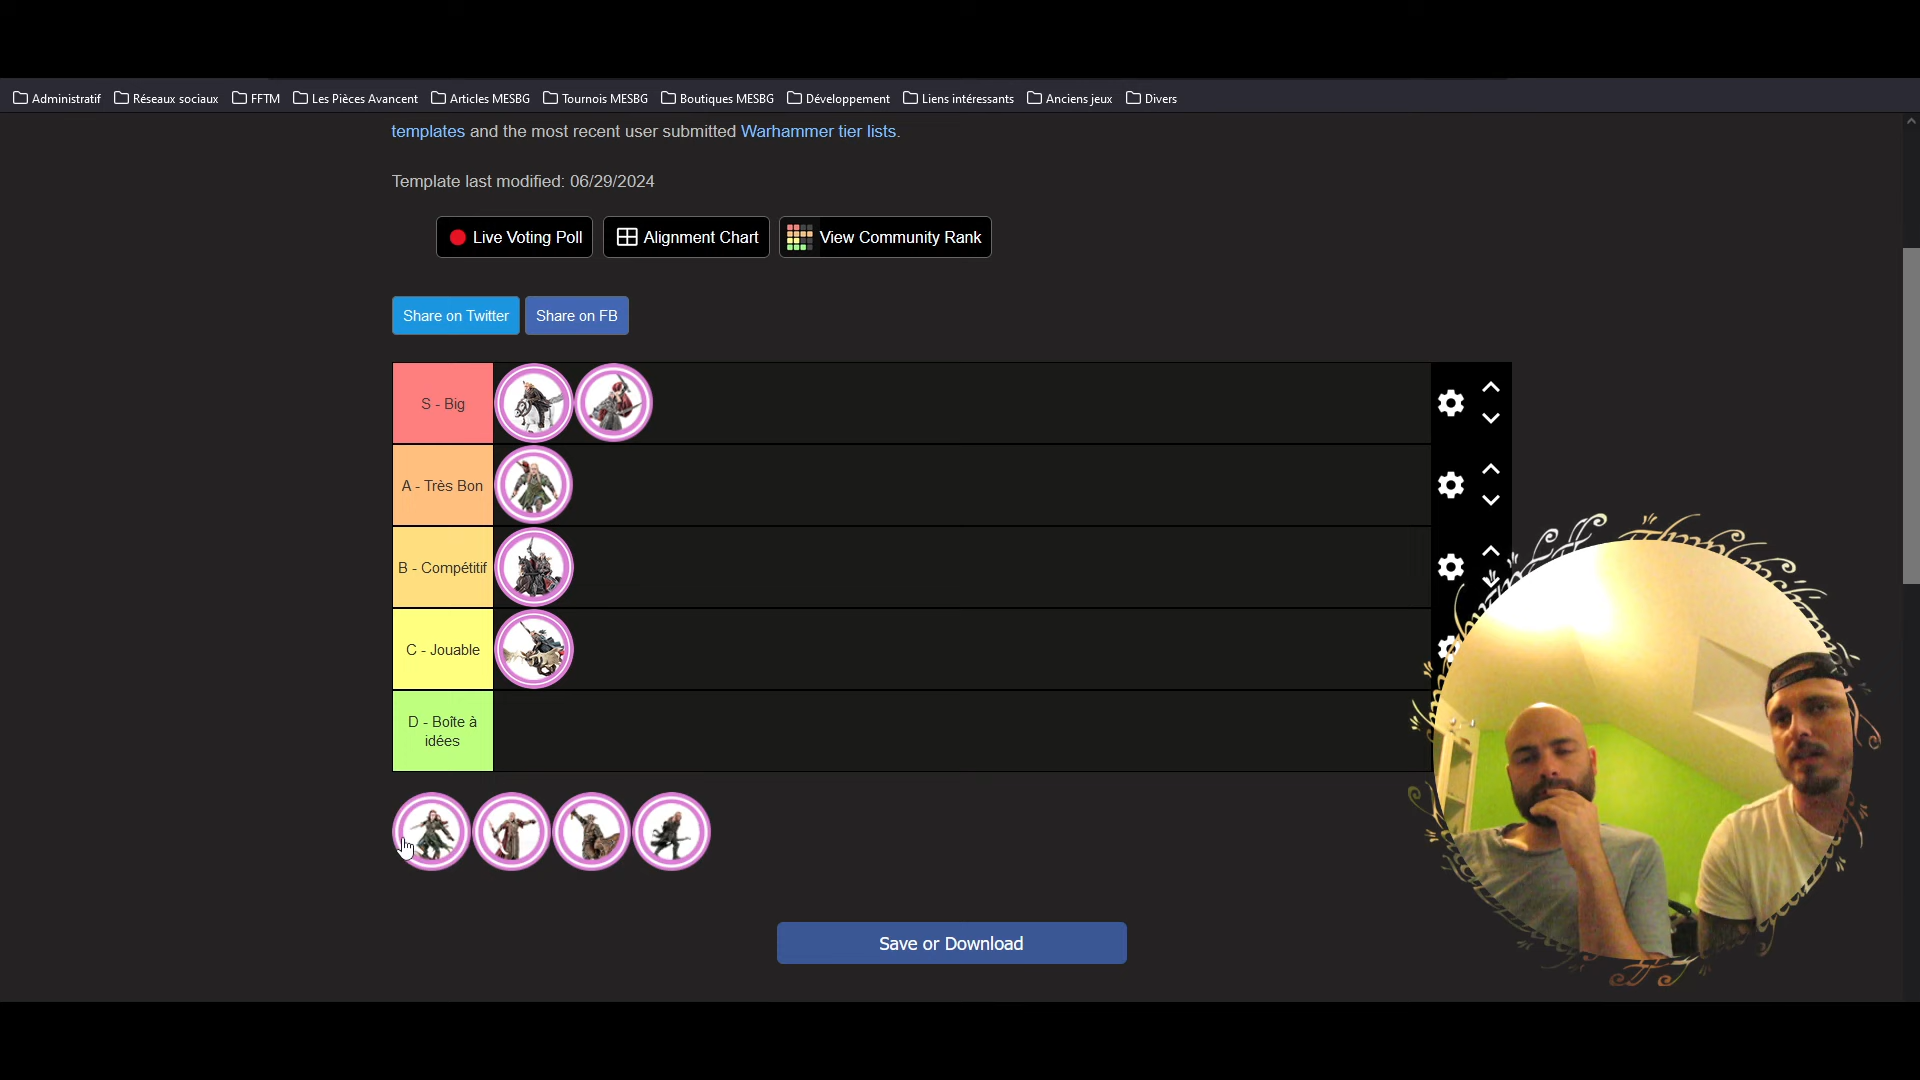 Administratif Réseaux sociaux FFTM Les Pièces Avancent Articles MESBG Tournois MESBG Boutiques MESBG Développement Liens intéressants Anciens jeux Divers
templates and the most recent user submitted Warhammer tier lists.
Template last modified: 06/29/2024
Live Voting Poll Alignment Chart View Community Rank
Share on Twitter Share on FB
S - Big
A - Très Bon
B - Compétitif
C - Jouable
D - Boîte à
idées
Save or Download